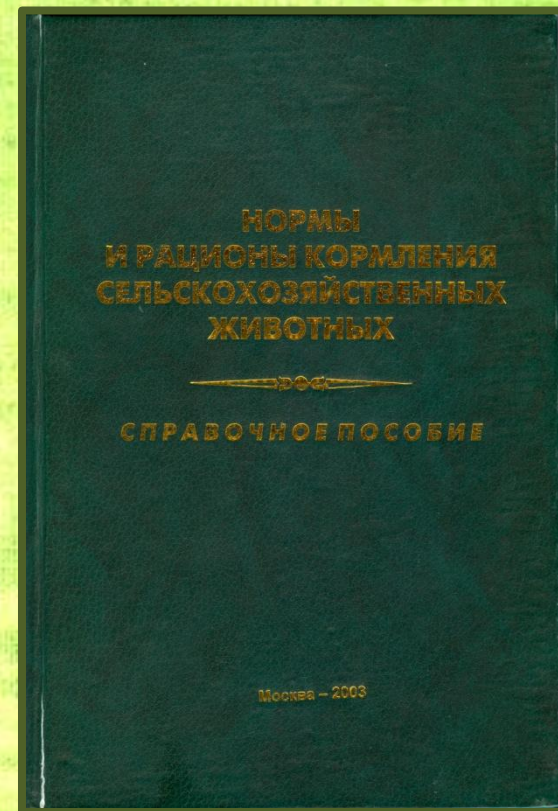 НОРМЫ
И РАЦИОНЫ КОРМЛЕНИЯ
СЕЛЬСКОХОЗЯЙСТВЕННЫХ
ЖИВОТНЫХ
СПРАВОЧНОЕ ПОСОБИЕ
Москва – 2003